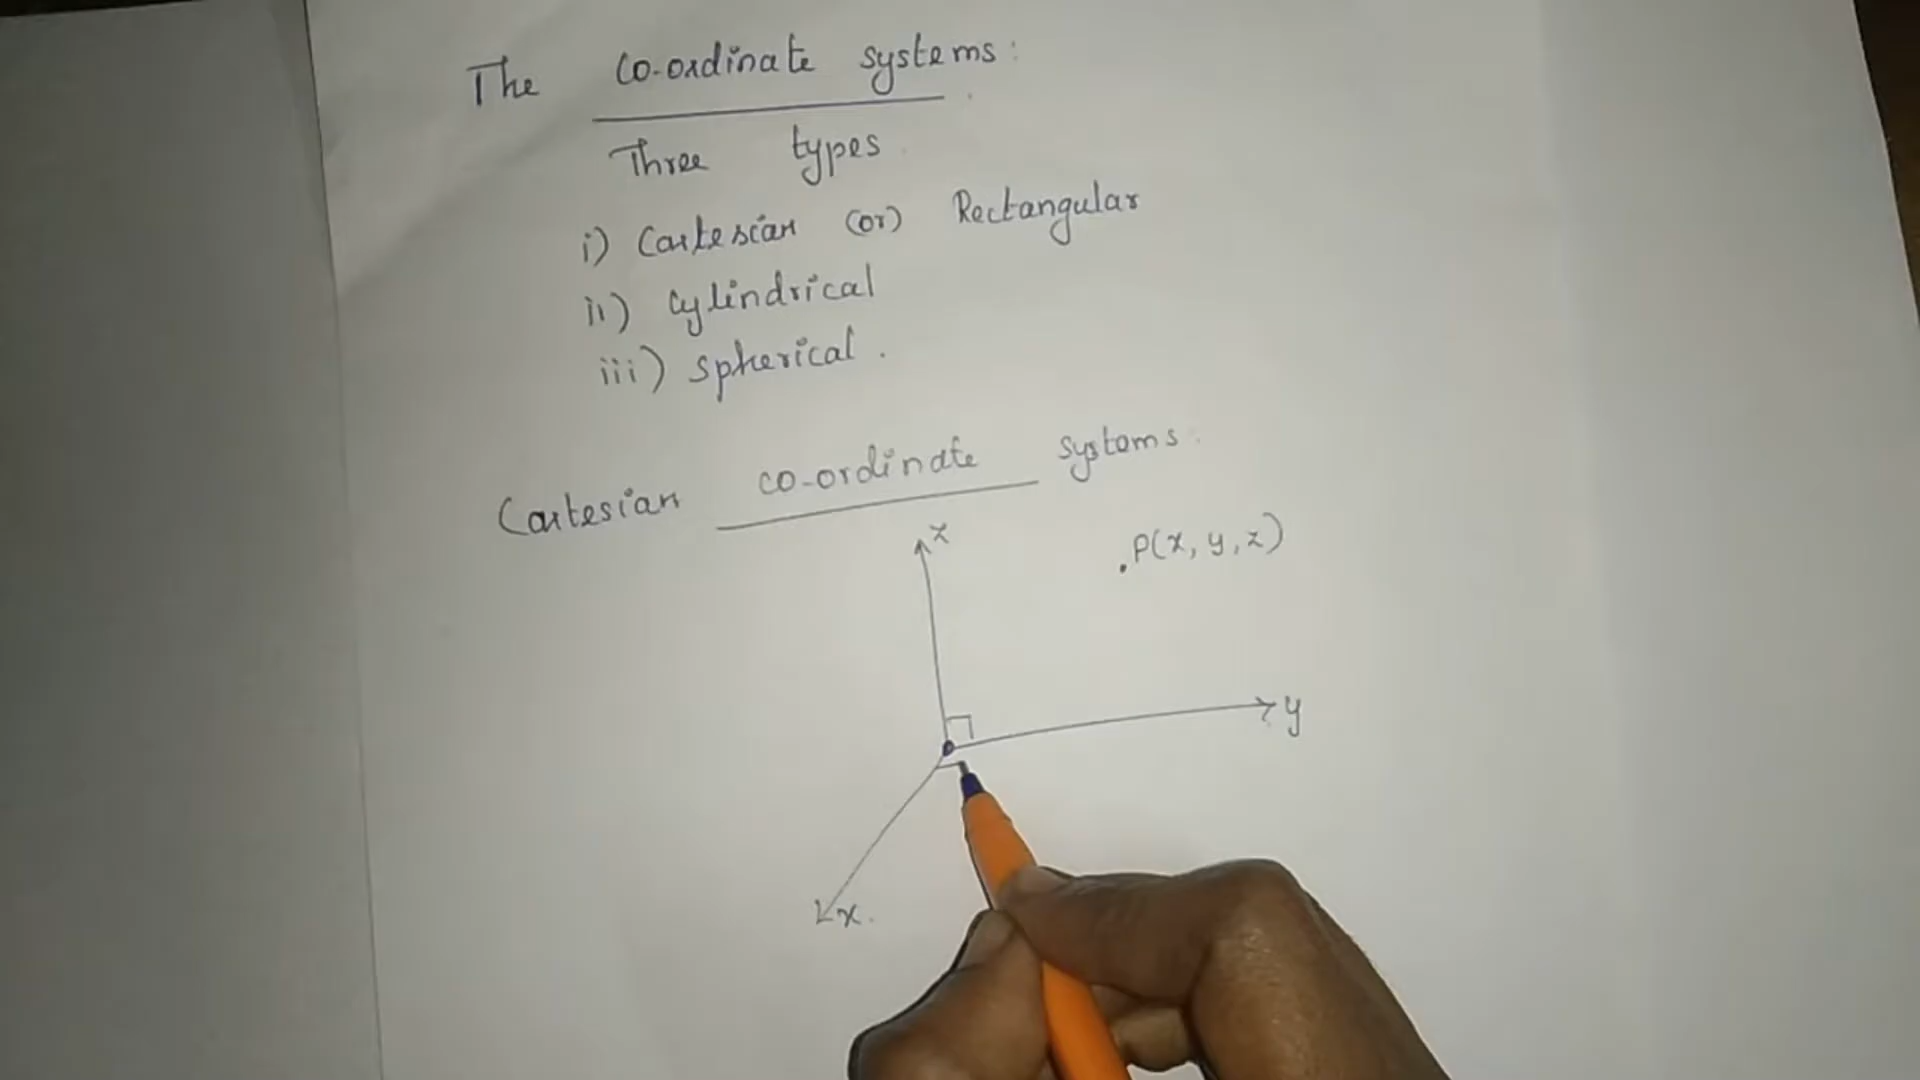 The co-ordinate systems:
Three types
i) Cartesian (or) Rectangular
ii) cylindrical
iii) spherical.
Cartesian co-ordinate systems:
z
.P(x, y, z)
y
x.